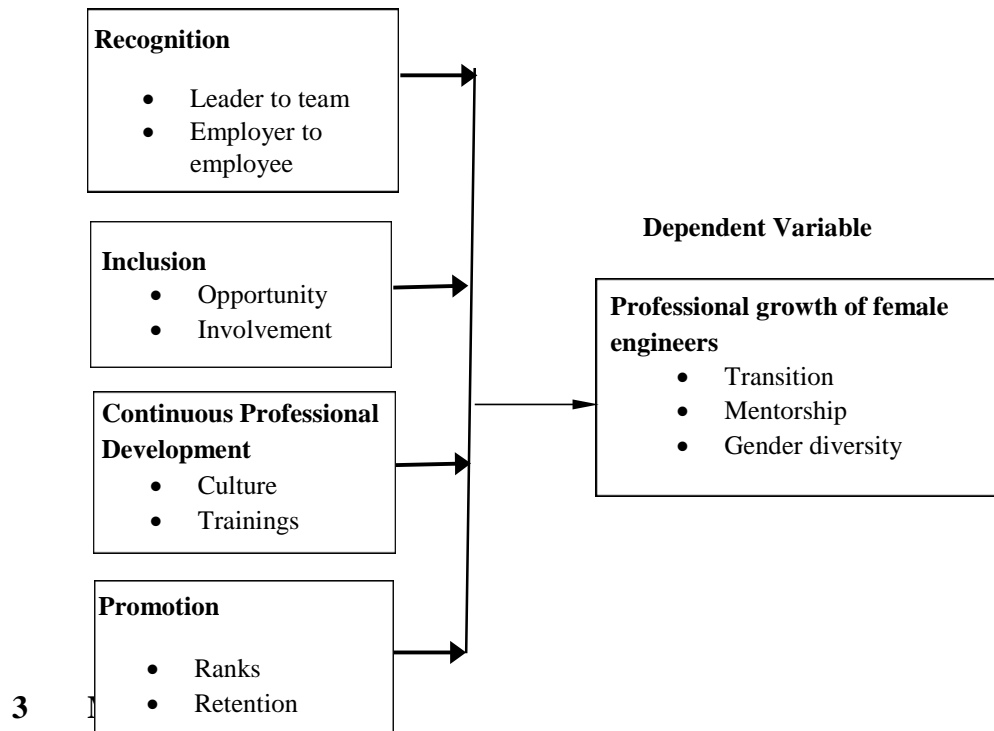 Recognition
• Leader to team
• Employer to
employee
Inclusion
• Opportunity
• Involvement
Continuous Professional
Development
• Culture
• Trainings
Promotion
• Ranks
• Retention
Dependent Variable
Professional growth of female
engineers
• Transition
• Mentorship
• Gender diversity
3